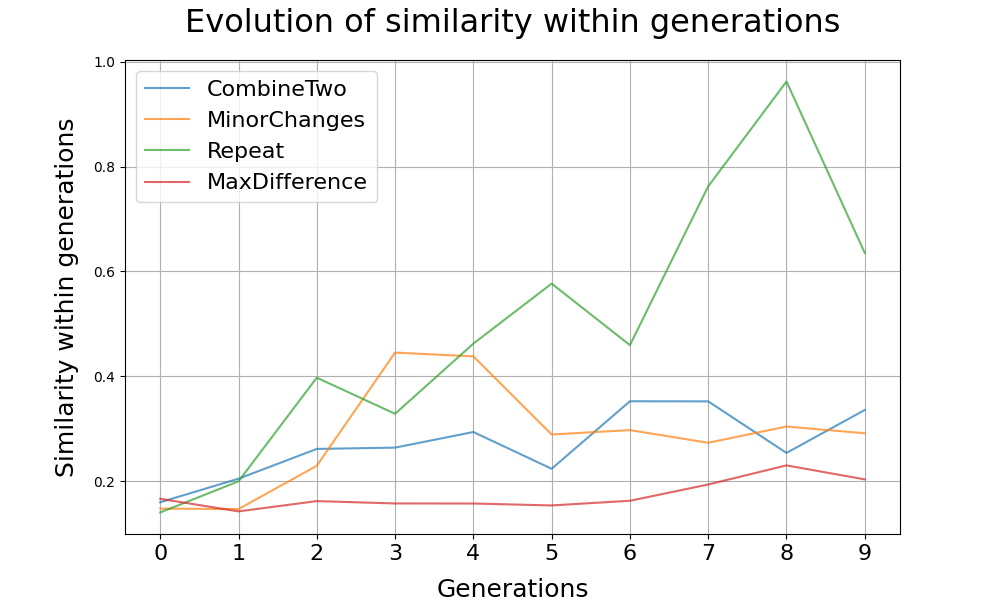 Evolution of similarity within generations
CombineTwo
MinorChanges
Repeat
MaxDifference
Similarity within generations
1.0
0.8
0.6
0.4
0.2
0 1 2 3 4 5 6 7 8 9
Generations